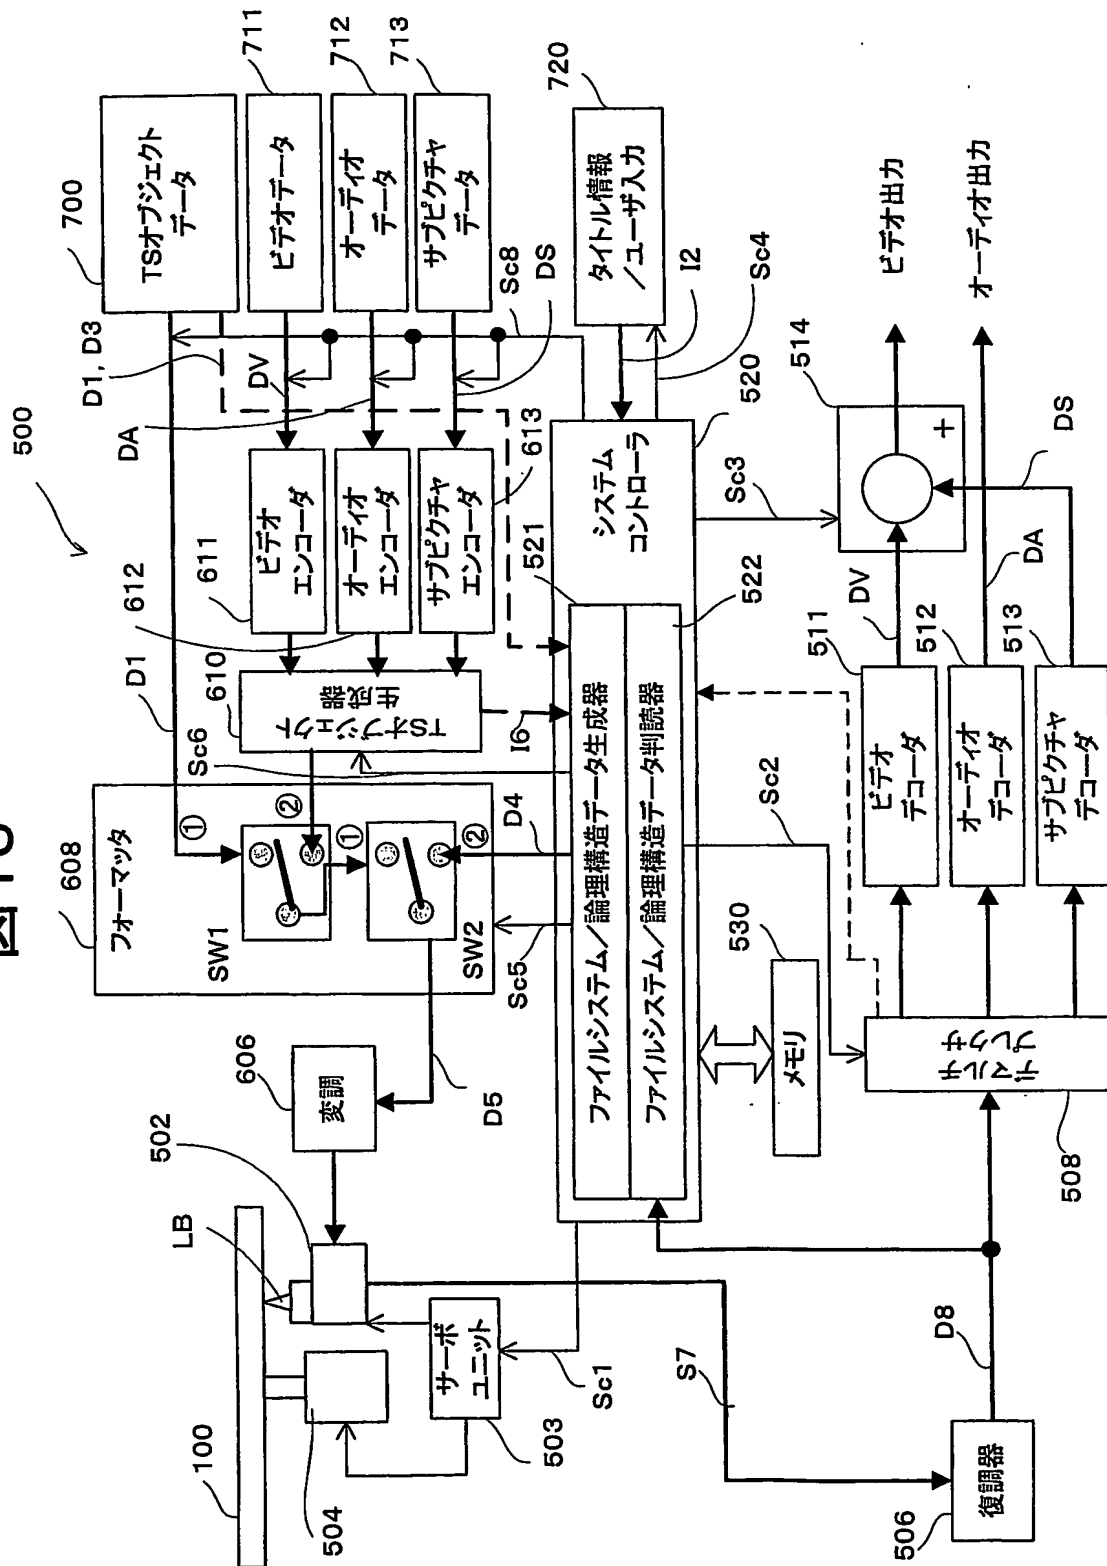 500
100
LB
502
504
503
サーボ
ユニット
Sc1
S7
506
復調器
D8
606
変調
D5
608
フォーマッタ
①
②
SW1
①
②
SW2
Sc5
D4
Sc6
D1
610
TSオブジェクト
生成器
I6
611
ビデオ
エンコーダ
612
オーディオ
エンコーダ
613
サブピクチャ
エンコーダ
DV
DA
DS
D1, D3
700
TSオブジェクト
データ
711
ビデオデータ
712
オーディオ
データ
713
サブピクチャ
データ
Sc8
720
タイトル情報
/ユーザ入力
I2
Sc4
520
システム
コントローラ
521
ファイルシステム/論理構造データ生成器
522
ファイルシステム/論理構造データ判読器
530
メモリ
Sc2
Sc3
508
デマルチ
プレクサ
511
ビデオ
デコーダ
512
オーディオ
デコーダ
513
サブピクチャ
デコーダ
DV
DA
DS
514
+
ビデオ出力
オーディオ出力